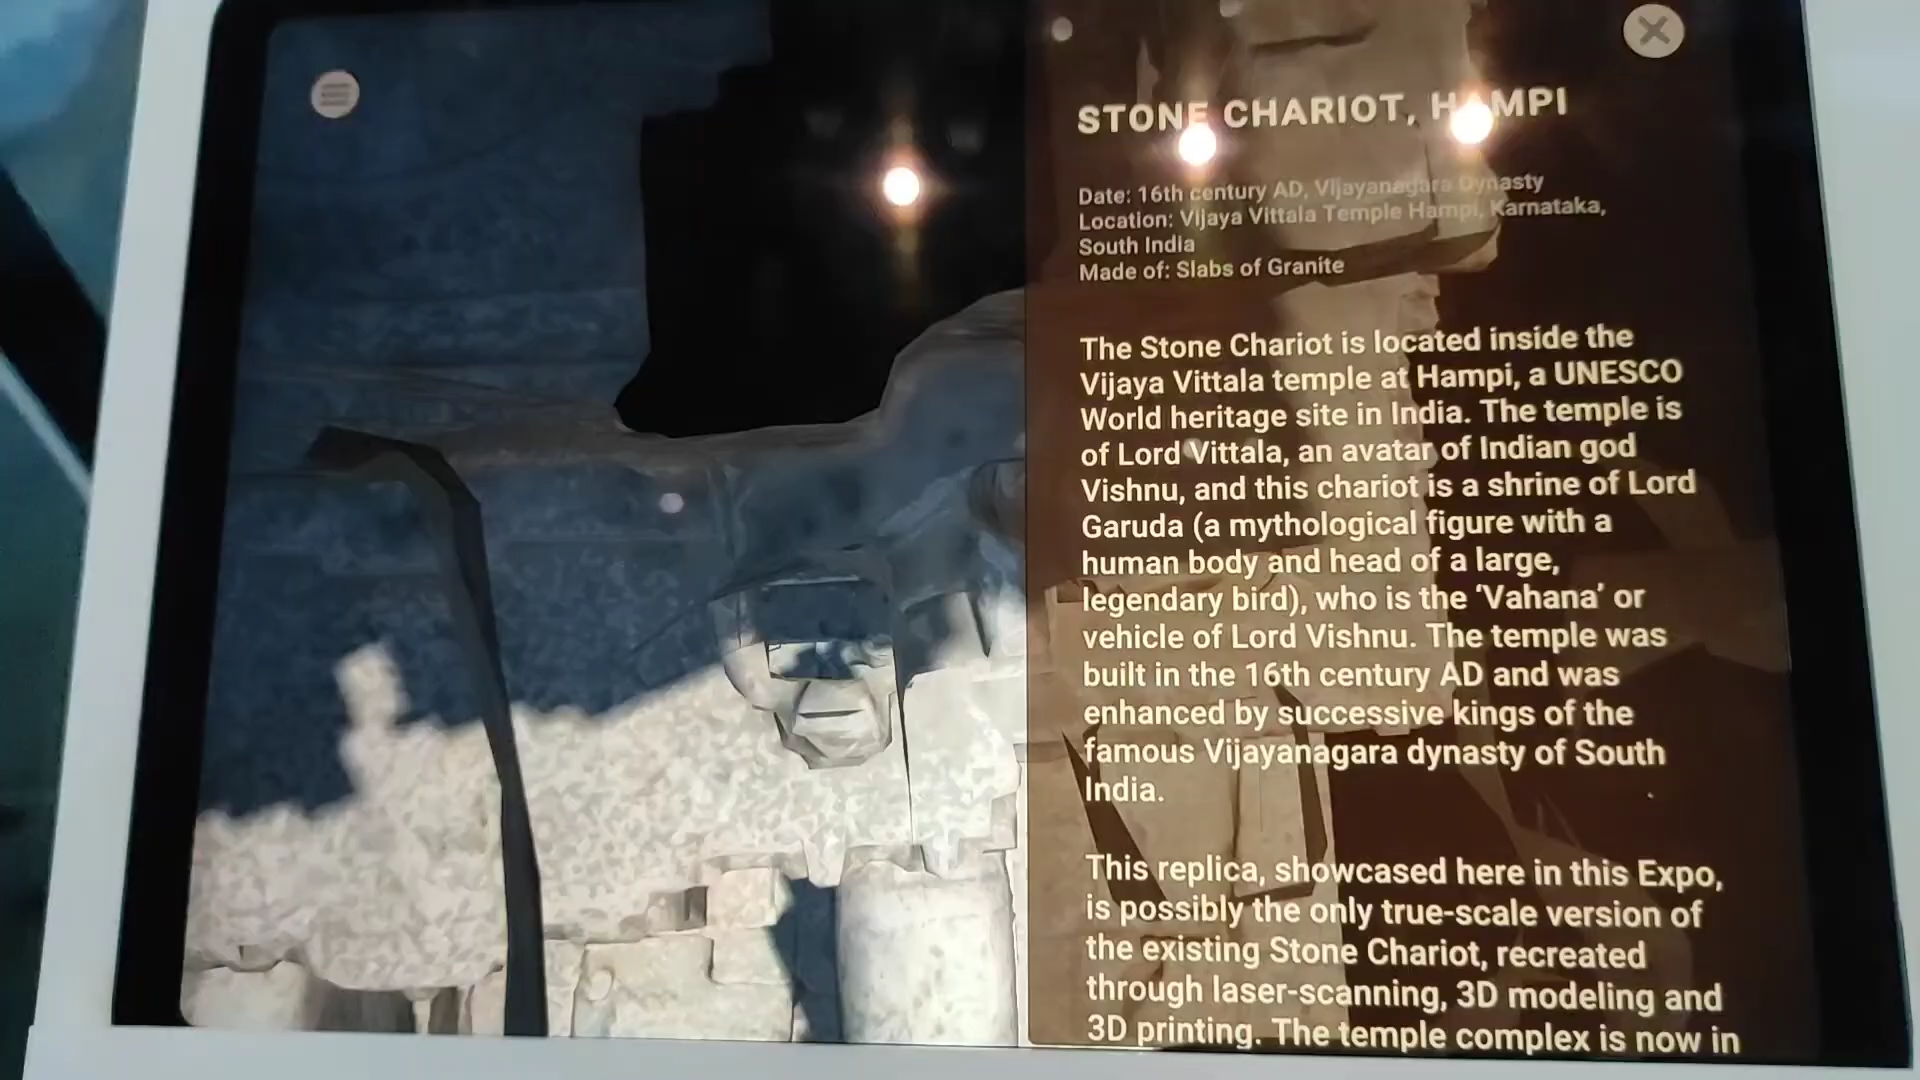 STONE CHARIOT, HAMPI
Date: 16th century AD, Vijayanagara Dynasty
Location: Vijaya Vittala Temple Hampi, Karnataka,
South India
Made of: Slabs of Granite
The Stone Chariot is located inside the
Vijaya Vittala temple at Hampi, a UNESCO
World heritage site in India. The temple is
of Lord Vittala, an avatar of Indian god
Vishnu, and this chariot is a shrine of Lord
Garuda (a mythological figure with a
human body and head of a large,
legendary bird), who is the ‘Vahana’ or
vehicle of Lord Vishnu. The temple was
built in the 16th century AD and was
enhanced by successive kings of the
famous Vijayanagara dynasty of South
India.
This replica, showcased here in this Expo,
is possibly the only true-scale version of
the existing Stone Chariot, recreated
through laser-scanning, 3D modeling and
3D printing. The temple complex is now in